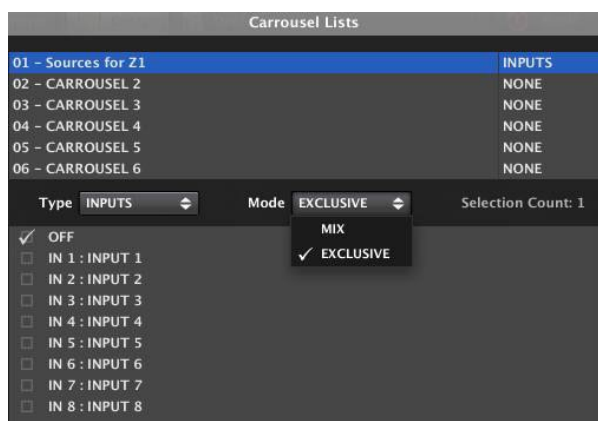 Carrousel Lists
01 - Sources for Z1 INPUTS
02 - CARROUSEL 2 NONE
03 - CARROUSEL 3 NONE
04 - CARROUSEL 4 NONE
05 - CARROUSEL 5 NONE
06 - CARROUSEL 6 NONE
Type INPUTS Mode EXCLUSIVE Selection Count: 1
MIX
EXCLUSIVE
OFF
IN 1 : INPUT 1
IN 2 : INPUT 2
IN 3 : INPUT 3
IN 4 : INPUT 4
IN 5 : INPUT 5
IN 6 : INPUT 6
IN 7 : INPUT 7
IN 8 : INPUT 8